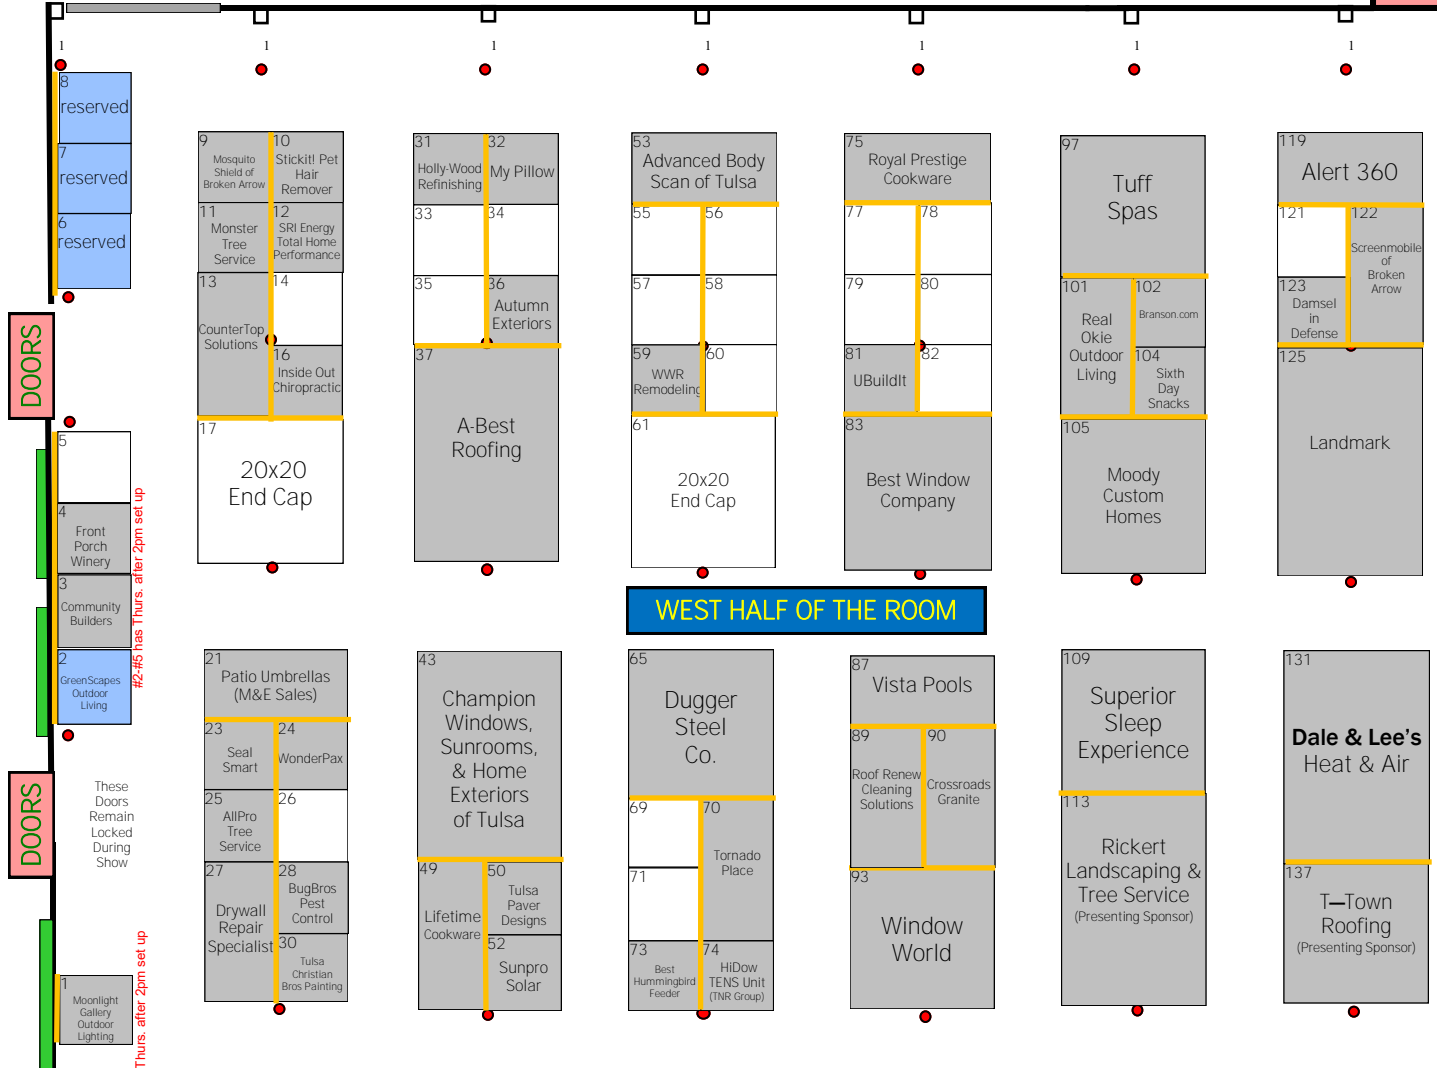 1
1
1
1
1
1
1
8
reserved
7
reserved
6
reserved
DOORS
5
4
Front
Porch
Winery
3
Community
Builders
2
GreenScapes
Outdoor
Living
#2-#5 has Thurs. after 2pm set up
DOORS
These
Doors
Remain
Locked
During
Show
1
Moonlight
Gallery
Outdoor
Lighting
Thurs. after 2pm set up
9
Mosquito
Shield of
Broken Arrow
10
Stickit! Pet
Hair
Remover
11
Monster
Tree
Service
12
SRI Energy
Total Home
Performance
13
CounterTop
Solutions
14
16
Inside Out
Chiropractic
17
20x20
End Cap
31
Holly-Wood
Refinishing
32
My Pillow
33
34
35
36
Autumn
Exteriors
37
A-Best
Roofing
53
Advanced Body
Scan of Tulsa
55
56
57
58
59
WWR
Remodeling
60
61
20x20
End Cap
75
Royal Prestige
Cookware
77
78
79
80
81
UBuildIt
82
83
Best Window
Company
97
Tuff
Spas
101
Real
Okie
Outdoor
Living
102
Branson.com
104
Sixth
Day
Snacks
105
Moody
Custom
Homes
119
Alert 360
121
122
Screenmobile
of
Broken
Arrow
123
Damsel
in
Defense
125
Landmark
WEST HALF OF THE ROOM
21
Patio Umbrellas
(M&E Sales)
23
Seal
Smart
24
WonderPax
25
AllPro
Tree
Service
26
27
Drywall
Repair
Specialist
28
BugBros
Pest
Control
30
Tulsa
Christian
Bros Painting
43
Champion
Windows,
Sunrooms,
& Home
Exteriors
of Tulsa
49
Lifetime
Cookware
50
Tulsa
Paver
Designs
52
Sunpro
Solar
65
Dugger
Steel
Co.
69
70
Tornado
Place
71
73
Best
Hummingbird
Feeder
74
HiDow
TENS Unit
(TNR Group)
87
Vista Pools
89
Roof Renew
Cleaning
Solutions
90
Crossroads
Granite
93
Window
World
109
Superior
Sleep
Experience
113
Rickert
Landscaping &
Tree Service
(Presenting Sponsor)
131
Dale & Lee's
Heat & Air
137
T—Town
Roofing
(Presenting Sponsor)